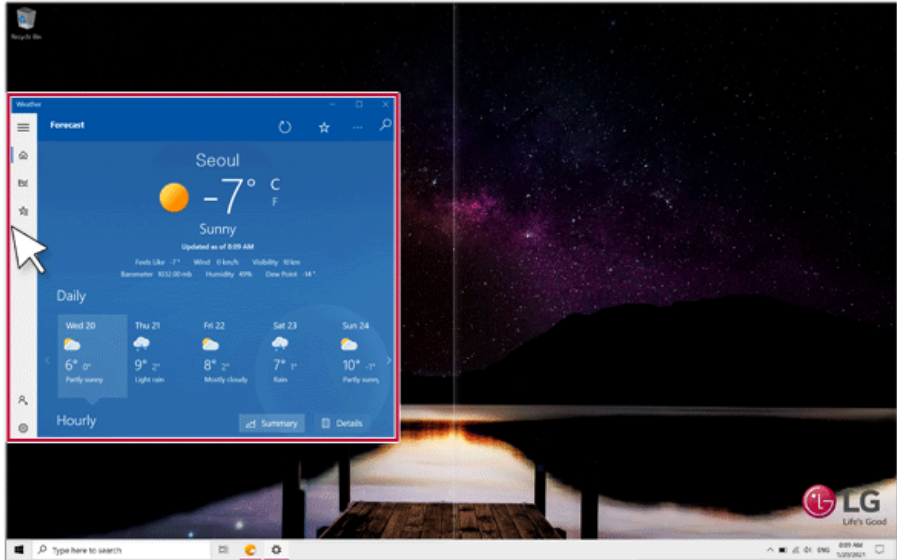 Recycle Bin
Weather
Forecast
Seoul
-7° C
F
Sunny
Updated as of 8:09 AM
Feels Like -7° Wind 0 km/h Visibility 10 km
Barometer 1032.00 mb Humidity 49% Dew Point -14°
Daily
Wed 20 Thu 21 Fri 22 Sat 23 Sun 24
6° 0° 9° 2° 8° 2° 7° 1° 10° -1°
Partly sunny Light rain Mostly cloudy Rain Partly sunny
Hourly Summary Details
LG
Life's Good
Type here to search
ENG
8:09 AM
1/20/2021